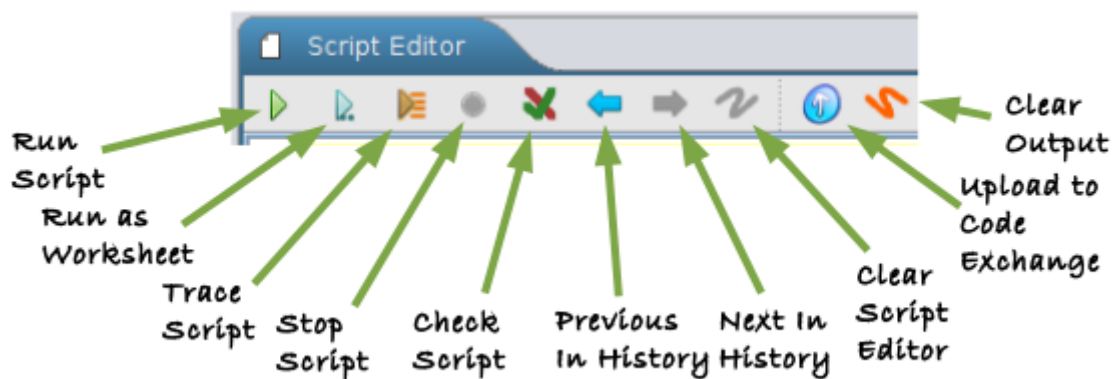 Script Editor
Run
Script
Run as
Worksheet
Trace
Script
Stop
Script
Check
Script
Previous
In History
Next In
History
Clear
Script
Editor
Upload to
Code
Exchange
Clear
Output